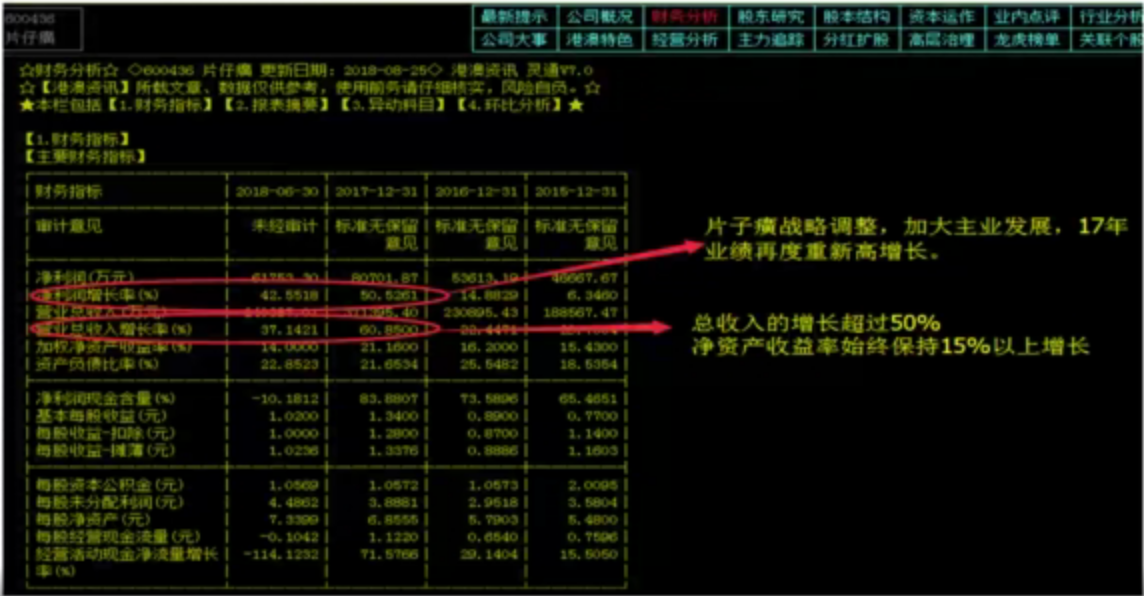 600436
片仔癀
最新提示 公司概况 财务分析 股东研究 股本结构 资本运作 业内点评 行业分析
公司大事 港澳特色 经营分析 主力追踪 分红扩股 高层治理 龙虎榜单 关联个股
☆财务分析☆ ◇600436 片仔癀 更新日期：2018-08-25◇ 港澳资讯 灵通V7.0
☆【港澳资讯】所载文章、数据仅供参考，使用前务请仔细核实，风险自负。☆
★本栏包括【1.财务指标】【2.报表摘要】【3.异动科目】【4.环比分析】★
【1.财务指标】
【主要财务指标】
财务指标 2018-06-30 2017-12-31 2016-12-31 2015-12-31
审计意见 未经审计 标准无保留意见 标准无保留意见 标准无保留意见
净利润(万元) 61753.30 80701.87 53613.19 46667.67
净利润增长率(%) 42.5518 50.5261 14.8829 6.3460
营业总收入(万元) 230895.43 188567.47
营业总收入增长率(%) 37.1421 60.8500
加权净资产收益率(%) 14.0000 21.1600 16.2000 15.4300
资产负债比率(%) 22.8523 21.6534 25.5482 18.5354
净利润现金含量(%) -10.1812 83.8807 73.5896 65.4651
基本每股收益(元) 1.0200 1.3400 0.8900 0.7700
每股收益-扣除(元) 1.0000 1.2800 0.8700 1.1400
每股收益-摊薄(元) 1.0236 1.3376 0.8886 1.1603
每股资本公积金(元) 1.0569 1.0572 1.0573 2.0095
每股未分配利润(元) 4.4862 3.8881 2.9518 3.5804
每股净资产(元) 7.3399 6.8555 5.7903 5.4800
每股经营现金流量(元) -0.1042 1.1220 0.6540 0.7596
经营活动现金净流量增长率(%) -114.1232 71.5766 29.1404 15.5050
片子癀战略调整，加大主业发展，17年
业绩再度重新高增长。
总收入的增长超过50%
净资产收益率始终保持15%以上增长